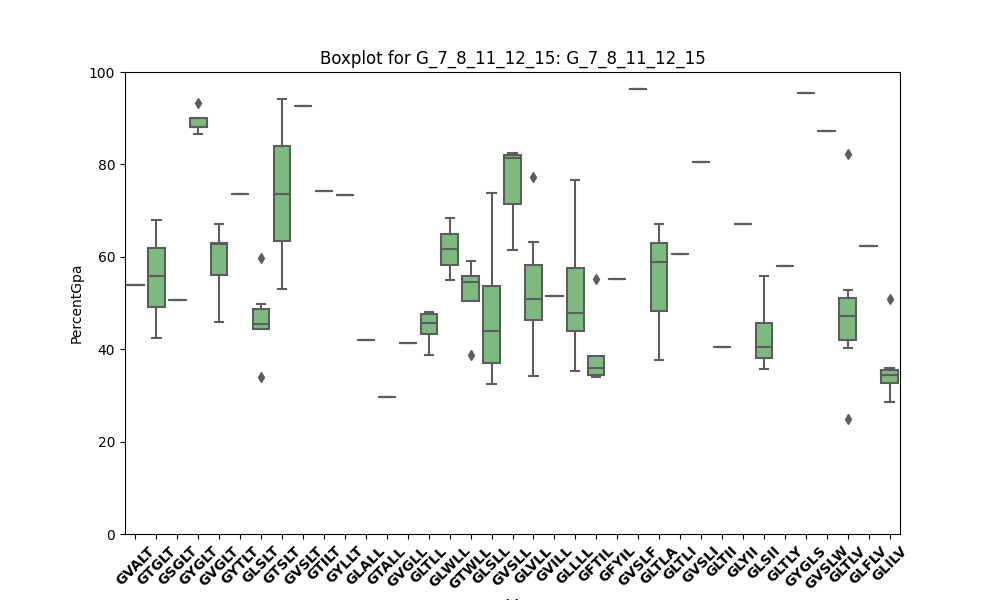 Boxplot for G_7_8_11_12_15: G_7_8_11_12_15
PercentGpa
100
80
60
40
20
0
GVALT GTGLT GSGLT GYGLT GVGLT GYTLT GLSLT GTSLT GVSLT GTILT GYLLT GLALL GTALL GVGLL GLTLL GLWLL GTWLL GLSLL GVSLL GLVLL GVILL GLLLL GFTIL GFYIL GVSLF GLTLA GLTLI GVSLI GLTII GLYII GLSII GLTLY GYGLS GVSLW GLTLV GLFLV GLILV